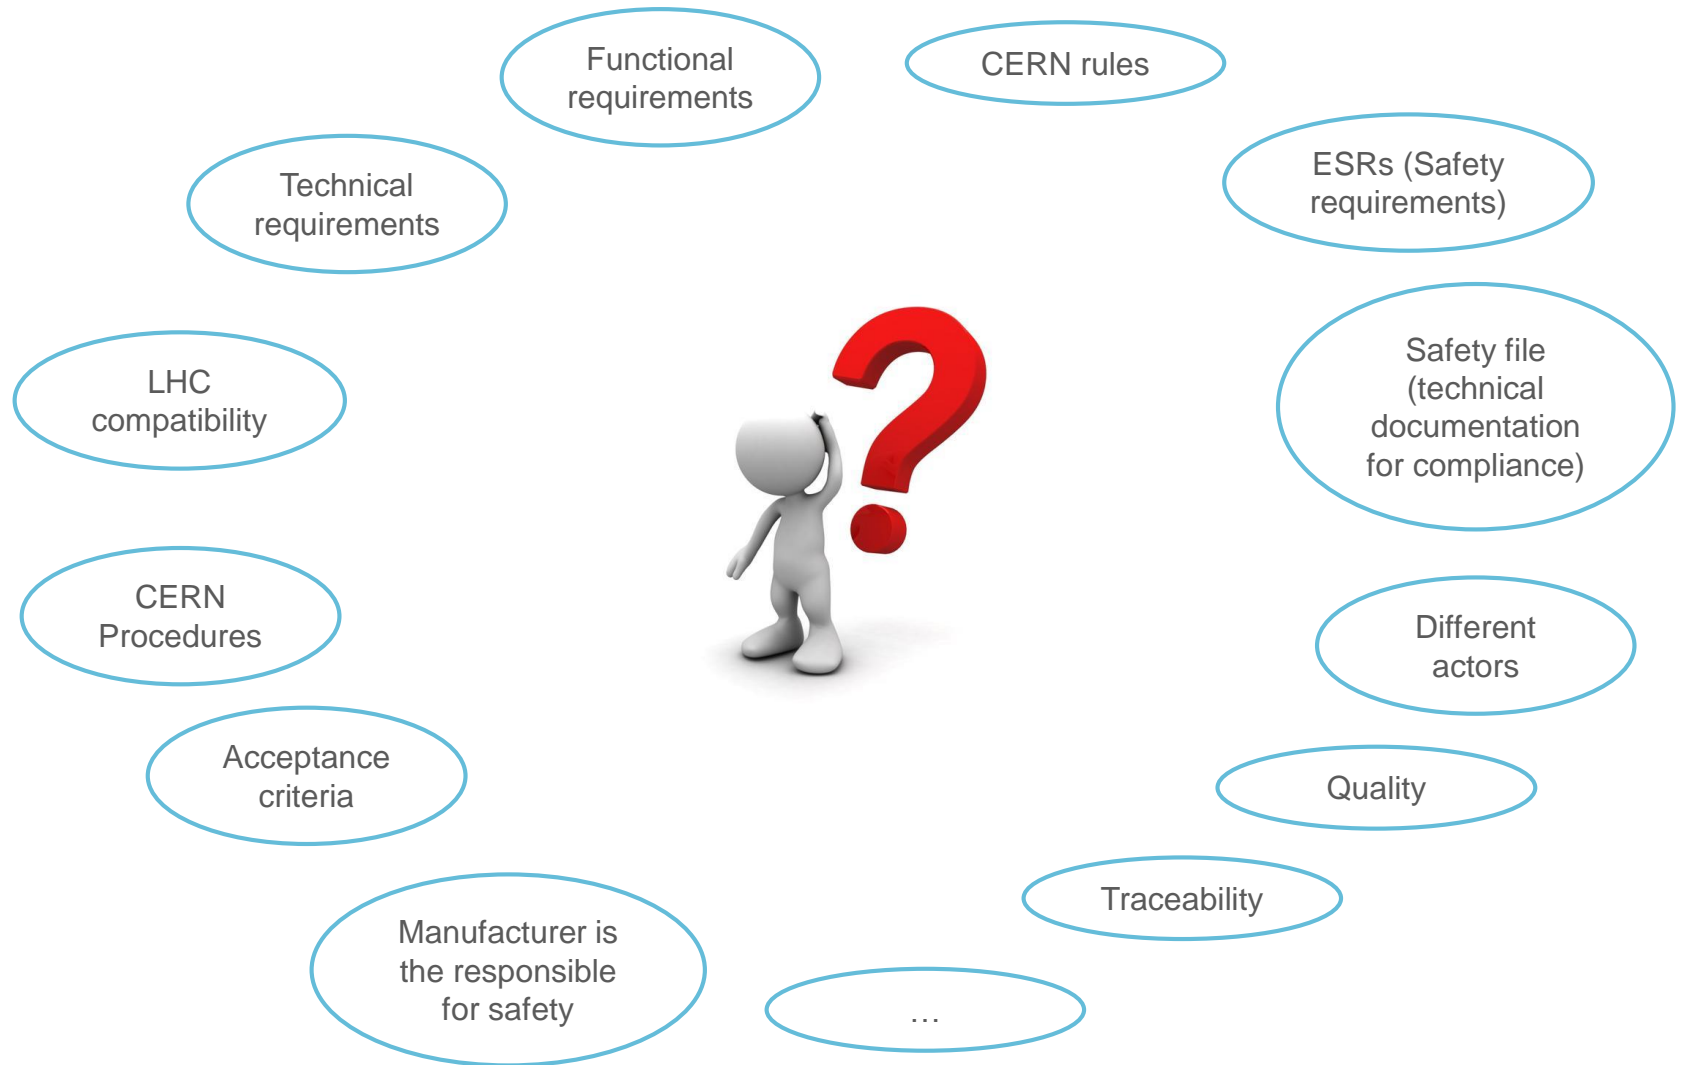 Functional
requirements
CERN rules
Technical
requirements
ESRs (Safety
requirements)
LHC
compatibility
Safety file
(technical
documentation
for compliance)
CERN
Procedures
Different
actors
Acceptance
criteria
Quality
Traceability
Manufacturer is
the responsible
for safety
…
?